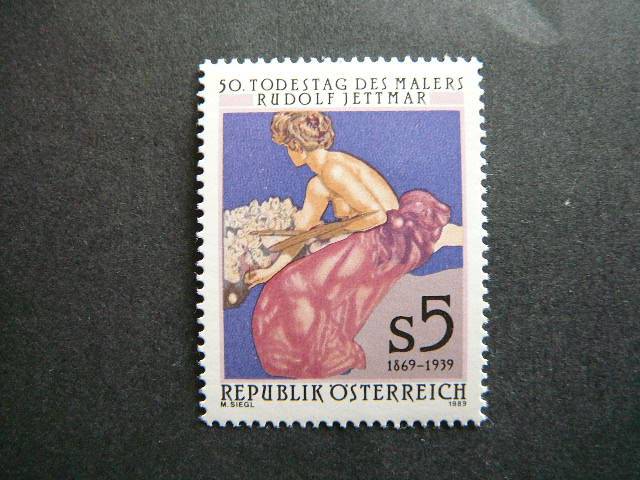 50. TODESTAG DES MALERS
RUDOLF JETTMAR
s5
1869-1939
REPUBLIK ÖSTERREICH
M. SIEGL 1989